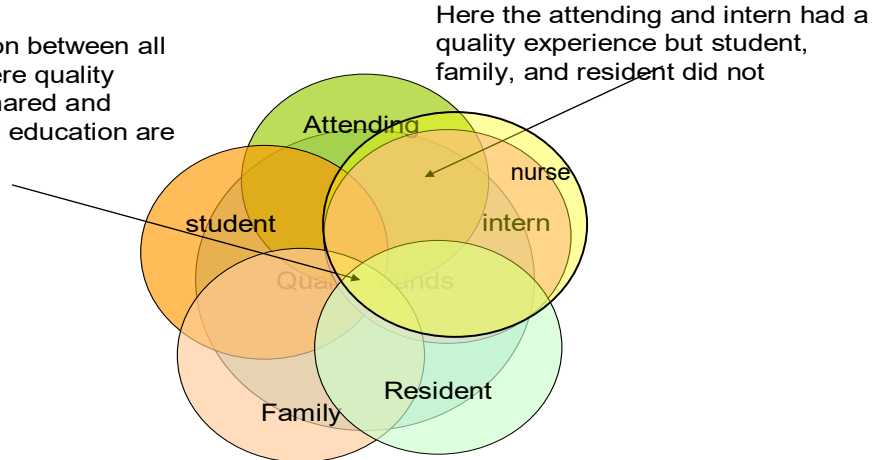 Here the attending and intern had a
quality experience but student,
family, and resident did not
on between all
ere quality
ared and
education are
Attending
nurse
student
intern
Resident
Family